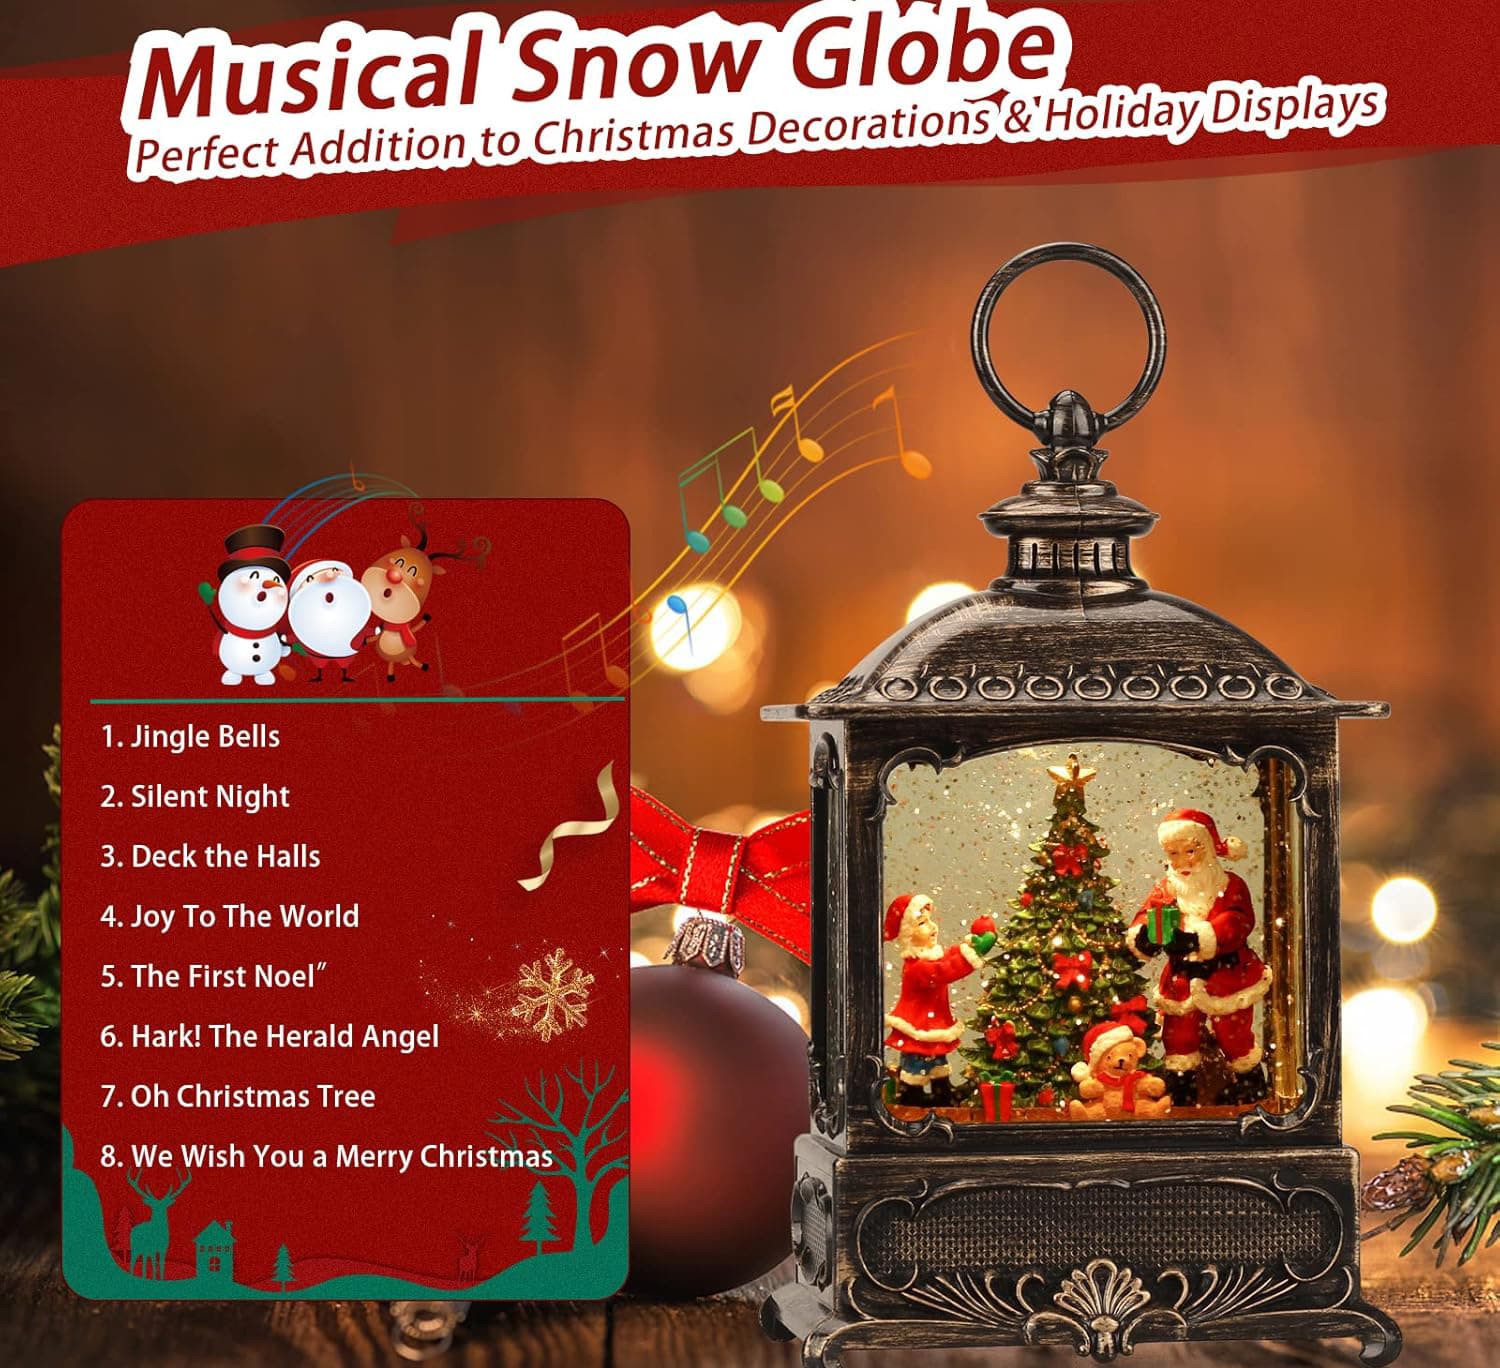 Musical Snow Globe
Perfect Addition to Christmas Decorations & Holiday Displays
1. Jingle Bells
2. Silent Night
3. Deck the Halls
4. Joy To The World
5. The First Noel″
6. Hark! The Herald Angel
7. Oh Christmas Tree
8. We Wish You a Merry Christmas